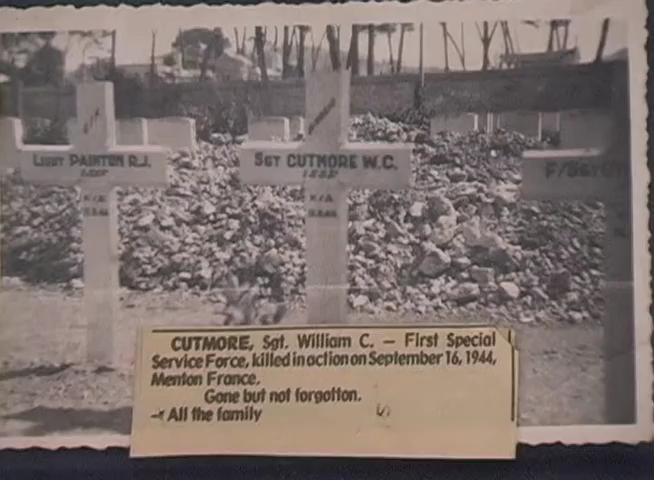 LIEUT PAINTON R.J.
SGT CUTMORE W.C.
1SSF
K/A
CUTMORE, Sgt. William C. – First Special
Service Force, killed in action on September 16, 1944,
Menton France.
Gone but not forgotton.
All the family